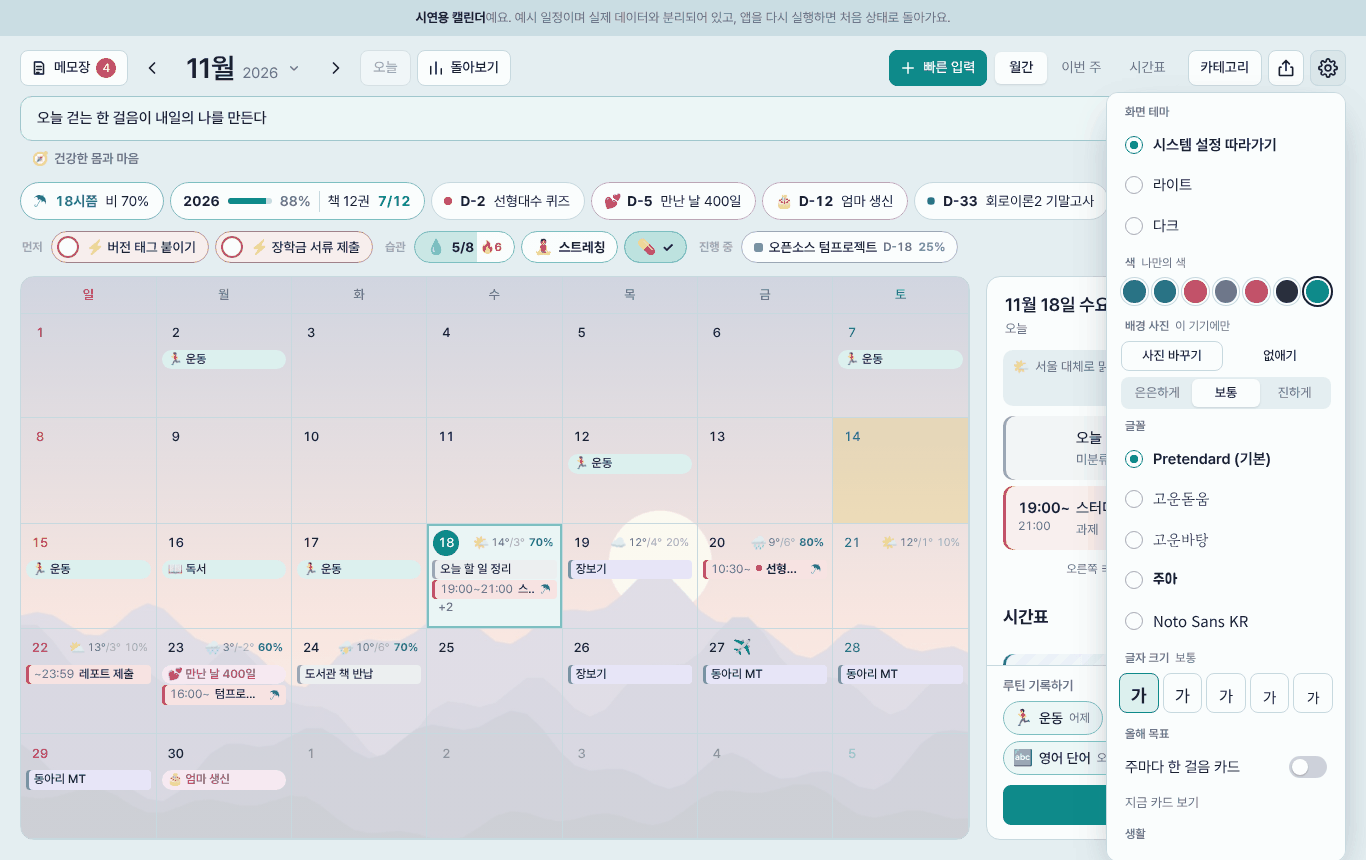 시연용 캘린더예요. 예시 일정이며 실제 데이터와 분리되어 있고, 앱을 다시 실행하면 처음 상태로 돌아가요.
메모장 4
11월 2026
오늘
돌아보기
빠른 입력
월간
이번 주
시간표
카테고리
오늘 걷는 한 걸음이 내일의 나를 만든다
건강한 몸과 마음
18시쯤 비 70%
2026 88% 책 12권 7/12
D-2 선형대수 퀴즈
D-5 만난 날 400일
D-12 엄마 생신
D-33 회로이론2 기말고사
먼저
버전 태그 붙이기
장학금 서류 제출
습관
5/8 6
스트레칭
진행 중
오픈소스 텀프로젝트 D-18 25%
일 월 화 수 목 금 토
1 2 3 4 5 6 7
운동
운동
8 9 10 11 12 13 14
운동
15 16 17 18 14°/3° 70% 19 12°/4° 20% 20 9°/6° 80% 21 12°/1° 10%
운동
독서
운동
오늘 할 일 정리
19:00~21:00 스..
+2
장보기
10:30~ 선형...
22 13°/3° 10% 23 3°/-2° 60% 24 10°/6° 70% 25 26 27 28
~23:59 레포트 제출
만난 날 400일
16:00~ 텀프로...
도서관 책 반납
장보기
동아리 MT
동아리 MT
29 30 1 2 3 4 5
동아리 MT
엄마 생신
11월 18일 수요
오늘
서울 대체로 맑
오늘
미분류
19:00~ 스터디
21:00 과제
오른쪽
시간표
루틴 기록하기
운동 어제
영어 단어
화면 테마
시스템 설정 따라가기
라이트
다크
색 나만의 색
배경 사진 이 기기에만
사진 바꾸기
없애기
은은하게
보통
진하게
글꼴
Pretendard (기본)
고운돋움
고운바탕
주아
Noto Sans KR
글자 크기 보통
가 가 가 가 가
올해 목표
주마다 한 걸음 카드
지금 카드 보기
생활